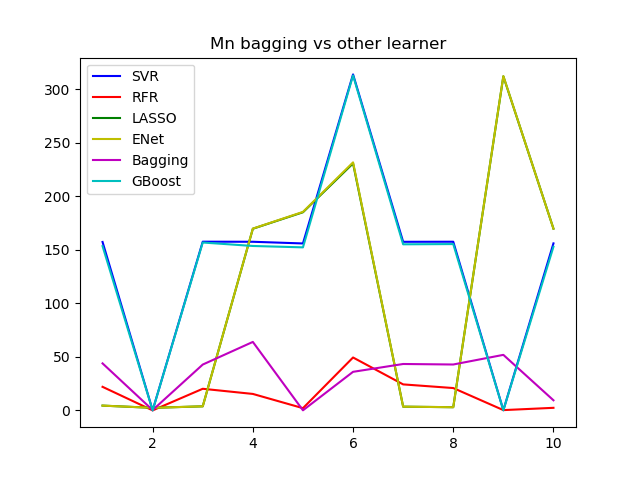 Mn bagging vs other learner
SVR
RFR
LASSO
ENet
Bagging
GBoost
300
250
200
150
100
50
0
2 4 6 8 10